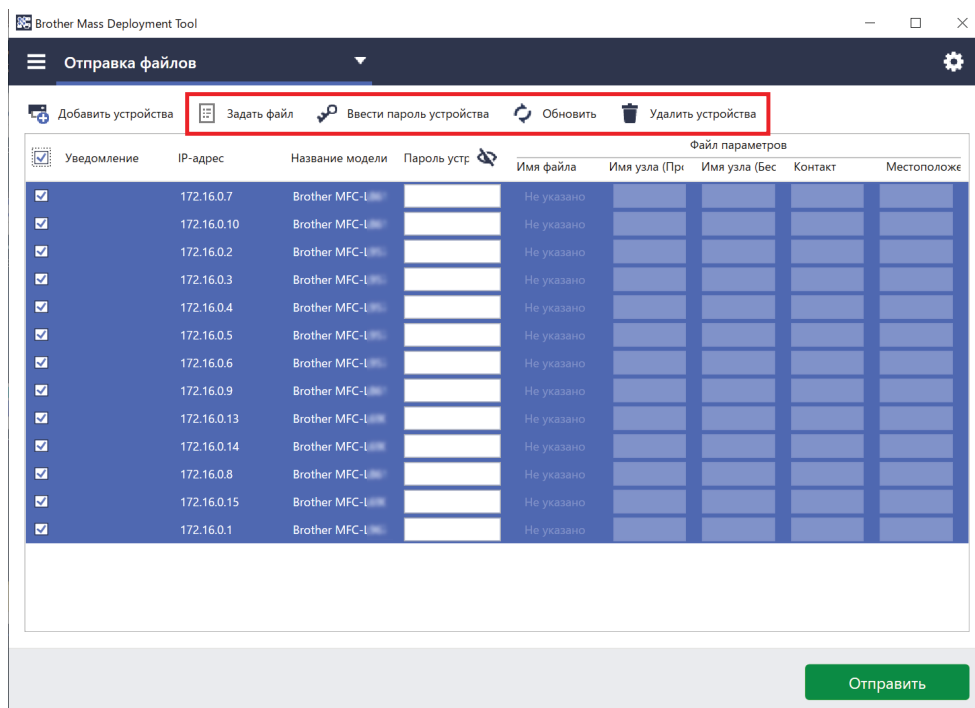 Brother Mass Deployment Tool
Отправка файлов
Добавить устройства Задать файл Ввести пароль устройства Обновить Удалить устройства
Файл параметров
Уведомление IP-адрес Название модели Пароль устр Имя файла Имя узла (Прo Имя узла (Бес Контакт Местоположе
172.16.0.7 Brother MFC-L Не указано
172.16.0.10 Brother MFC-L Не указано
172.16.0.2 Brother MFC-L Не указано
172.16.0.3 Brother MFC-L Не указано
172.16.0.4 Brother MFC-L Не указано
172.16.0.5 Brother MFC-L Не указано
172.16.0.6 Brother MFC-L Не указано
172.16.0.9 Brother MFC-L Не указано
172.16.0.13 Brother MFC-L Не указано
172.16.0.14 Brother MFC-L Не указано
172.16.0.8 Brother MFC-L Не указано
172.16.0.15 Brother MFC-L Не указано
172.16.0.1 Brother MFC-L Не указано
Отправить